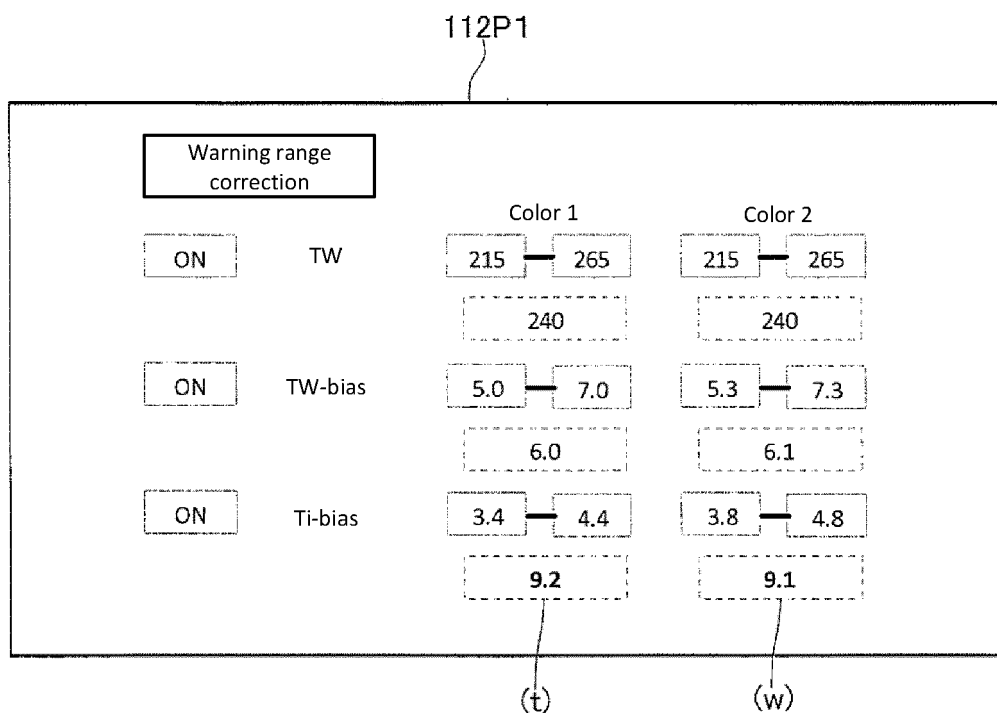 112P1
Warning range
correction
Color 1 Color 2
ON TW 215 265 215 265
240 240
ON TW-bias 5.0 7.0 5.3 7.3
6.0 6.1
ON Ti-bias 3.4 4.4 3.8 4.8
9.2 9.1
(t) (w)